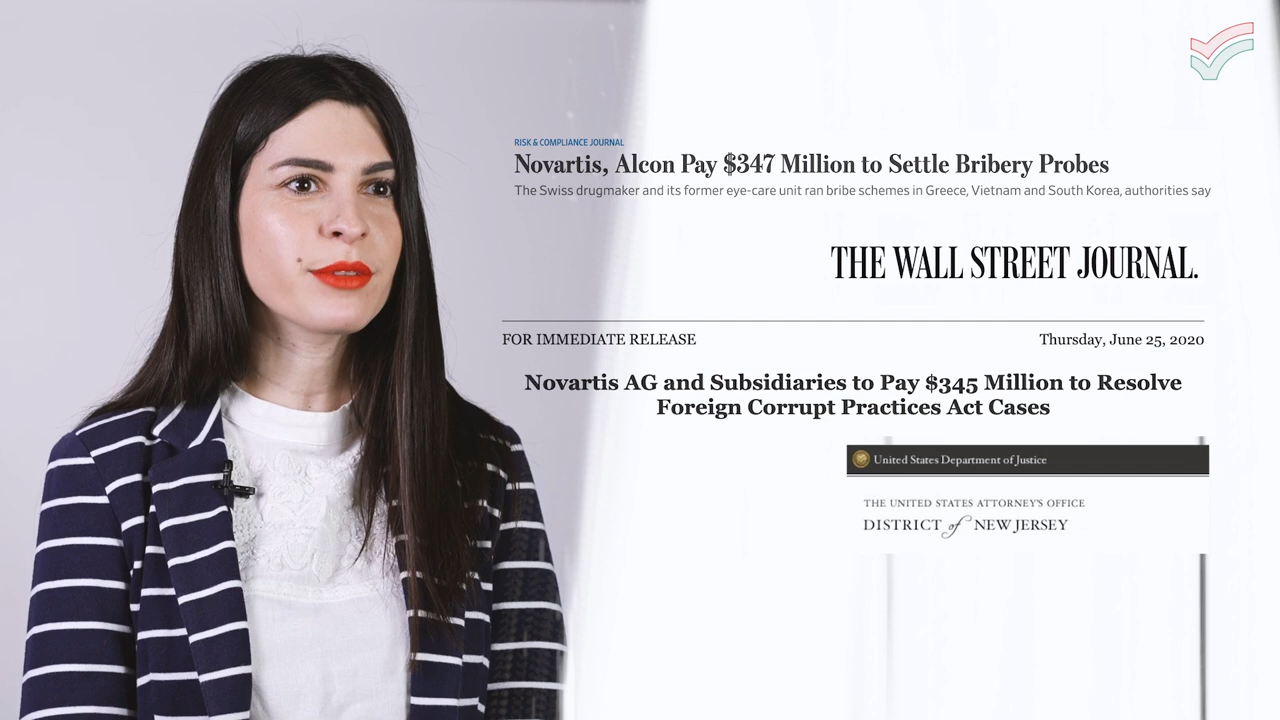 RISK & COMPLIANCE JOURNAL
Novartis, Alcon Pay $347 Million to Settle Bribery Probes
The Swiss drugmaker and its former eye-care unit ran bribe schemes in Greece, Vietnam and South Korea, authorities say
THE WALL STREET JOURNAL.
FOR IMMEDIATE RELEASE Thursday, June 25, 2020
Novartis AG and Subsidiaries to Pay $345 Million to Resolve
Foreign Corrupt Practices Act Cases
United States Department of Justice
THE UNITED STATES ATTORNEY'S OFFICE
DISTRICT of NEW JERSEY